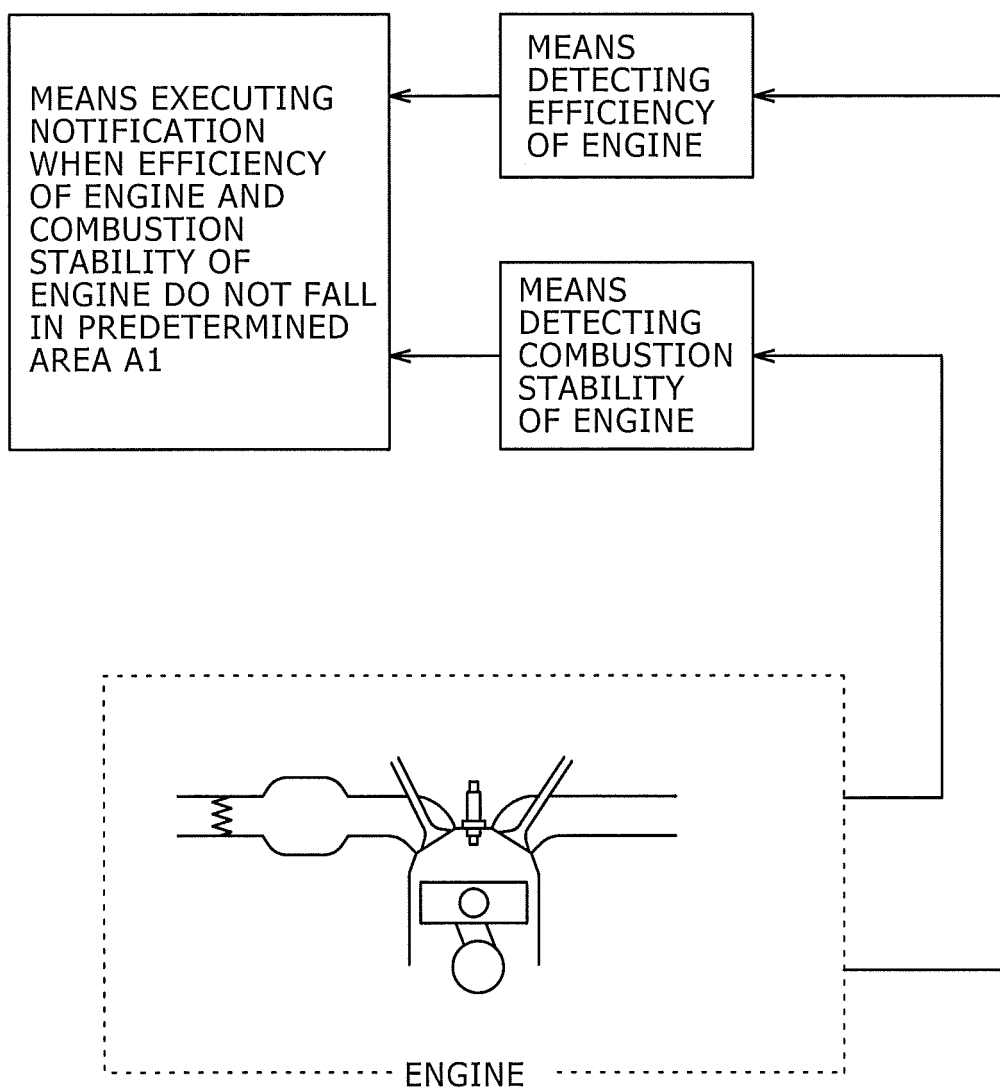 MEANS EXECUTING
NOTIFICATION
WHEN EFFICIENCY
OF ENGINE AND
COMBUSTION
STABILITY OF
ENGINE DO NOT FALL
IN PREDETERMINED
AREA A1
MEANS
DETECTING
EFFICIENCY
OF ENGINE
MEANS
DETECTING
COMBUSTION
STABILITY
OF ENGINE
ENGINE